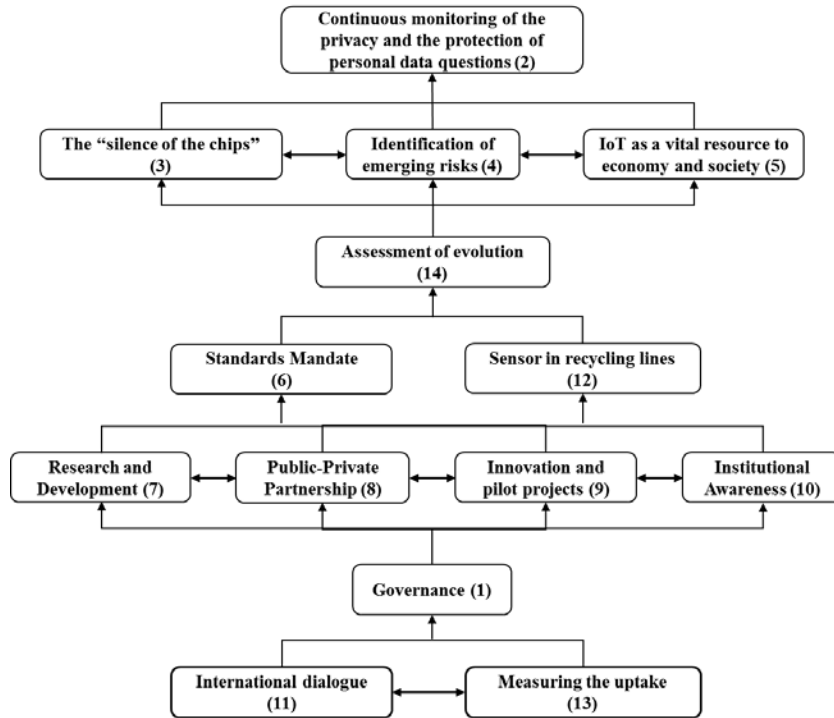 Continuous monitoring of the
privacy and the protection of
personal data questions (2)
The “silence of the chips”
(3)
Identification of
emerging risks (4)
IoT as a vital resource to
economy and society (5)
Assessment of evolution
(14)
Standards Mandate
(6)
Sensor in recycling lines
(12)
Research and
Development (7)
Public-Private
Partnership (8)
Innovation and
pilot projects (9)
Institutional
Awareness (10)
Governance (1)
International dialogue
(11)
Measuring the uptake
(13)